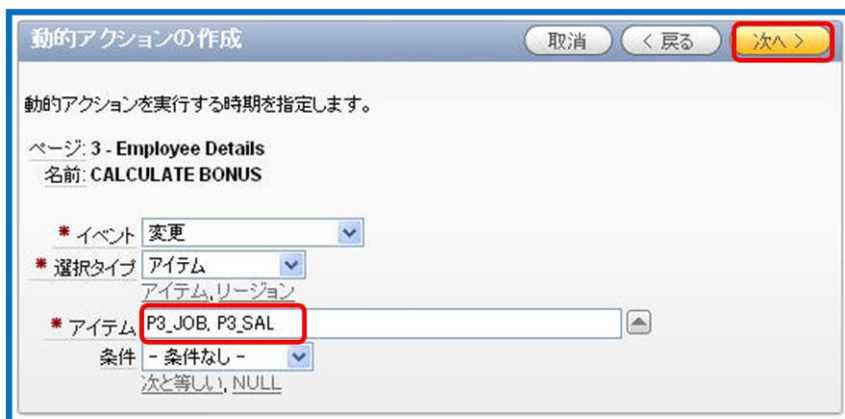 動的アクションの作成 取消 < 戻る 次へ >
動的アクションを実行する時期を指定します。
ページ: 3 - Employee Details
名前: CALCULATE BONUS
* イベント 変更
* 選択タイプ アイテム
アイテム, リージョン
* アイテム P3_JOB, P3_SAL
条件 - 条件なし -
次と等しい, NULL